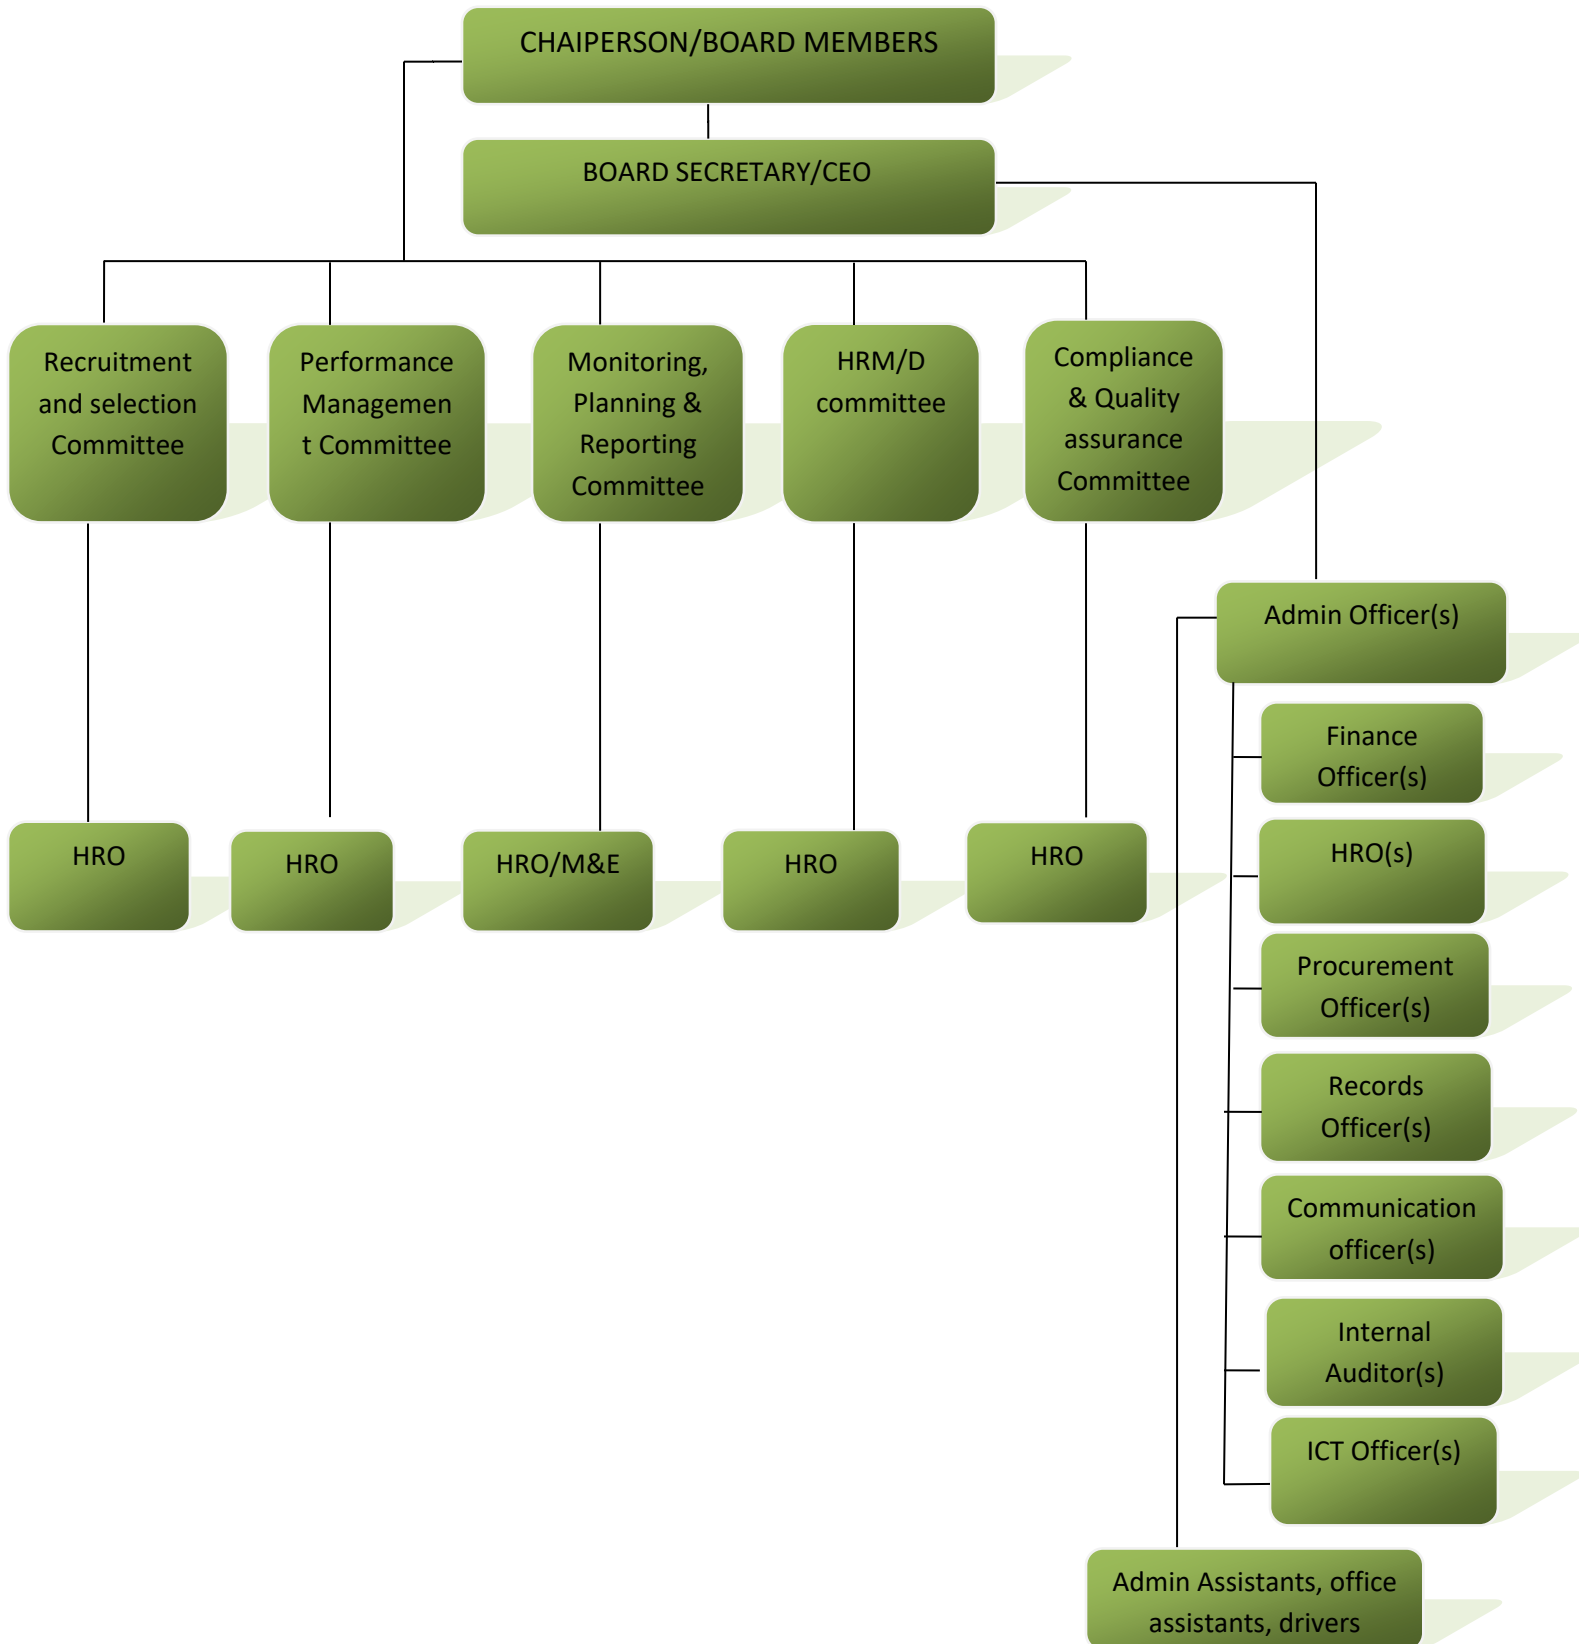 CHAIPERSON/BOARD MEMBERS
BOARD SECRETARY/CEO
Recruitment
and selection
Committee
Performance
Managemen
t Committee
Monitoring,
Planning &
Reporting
Committee
HRM/D
committee
Compliance
& Quality
assurance
Committee
Admin Officer(s)
Finance
Officer(s)
HRO
HRO
HRO/M&E
HRO
HRO
HRO(s)
Procurement
Officer(s)
Records
Officer(s)
Communication
officer(s)
Internal
Auditor(s)
ICT Officer(s)
Admin Assistants, office
assistants, drivers